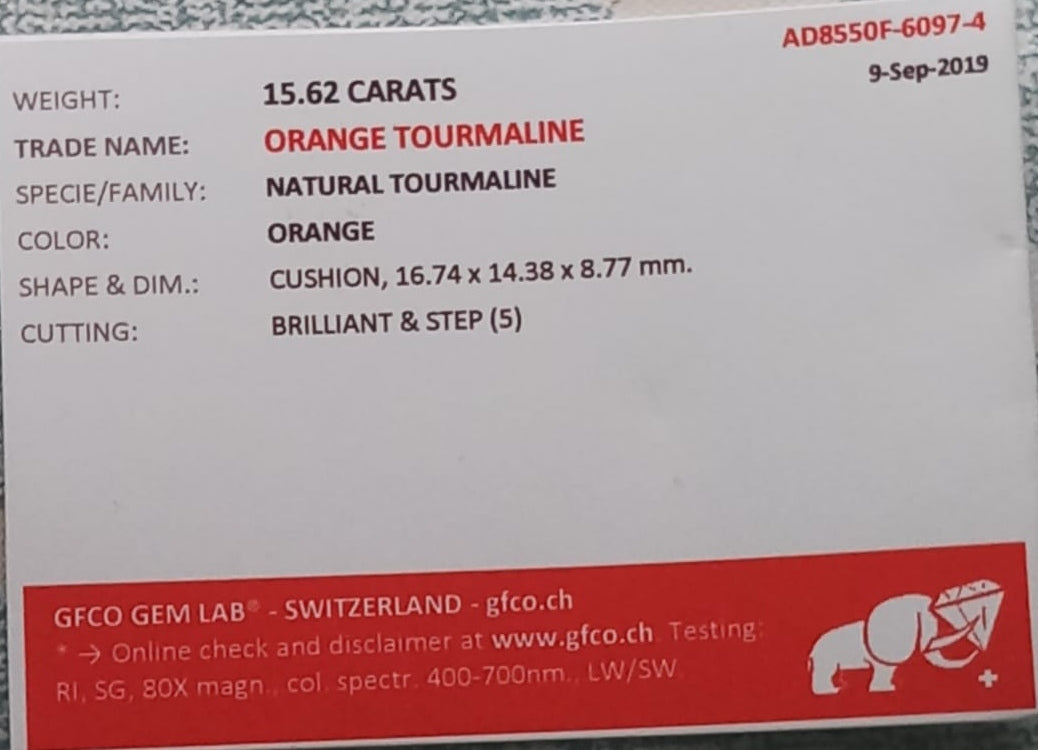 AD8550F-6097-4
9-Sep-2019
WEIGHT: 15.62 CARATS
TRADE NAME: ORANGE TOURMALINE
SPECIE/FAMILY: NATURAL TOURMALINE
COLOR: ORANGE
SHAPE & DIM.: CUSHION, 16.74 x 14.38 x 8.77 mm.
CUTTING: BRILLIANT & STEP (5)
GFCO GEM LAB® - SWITZERLAND - gfco.ch
* → Online check and disclaimer at www.gfco.ch Testing:
RI, SG, 80X magn., col. spectr. 400-700nm., LW/SW